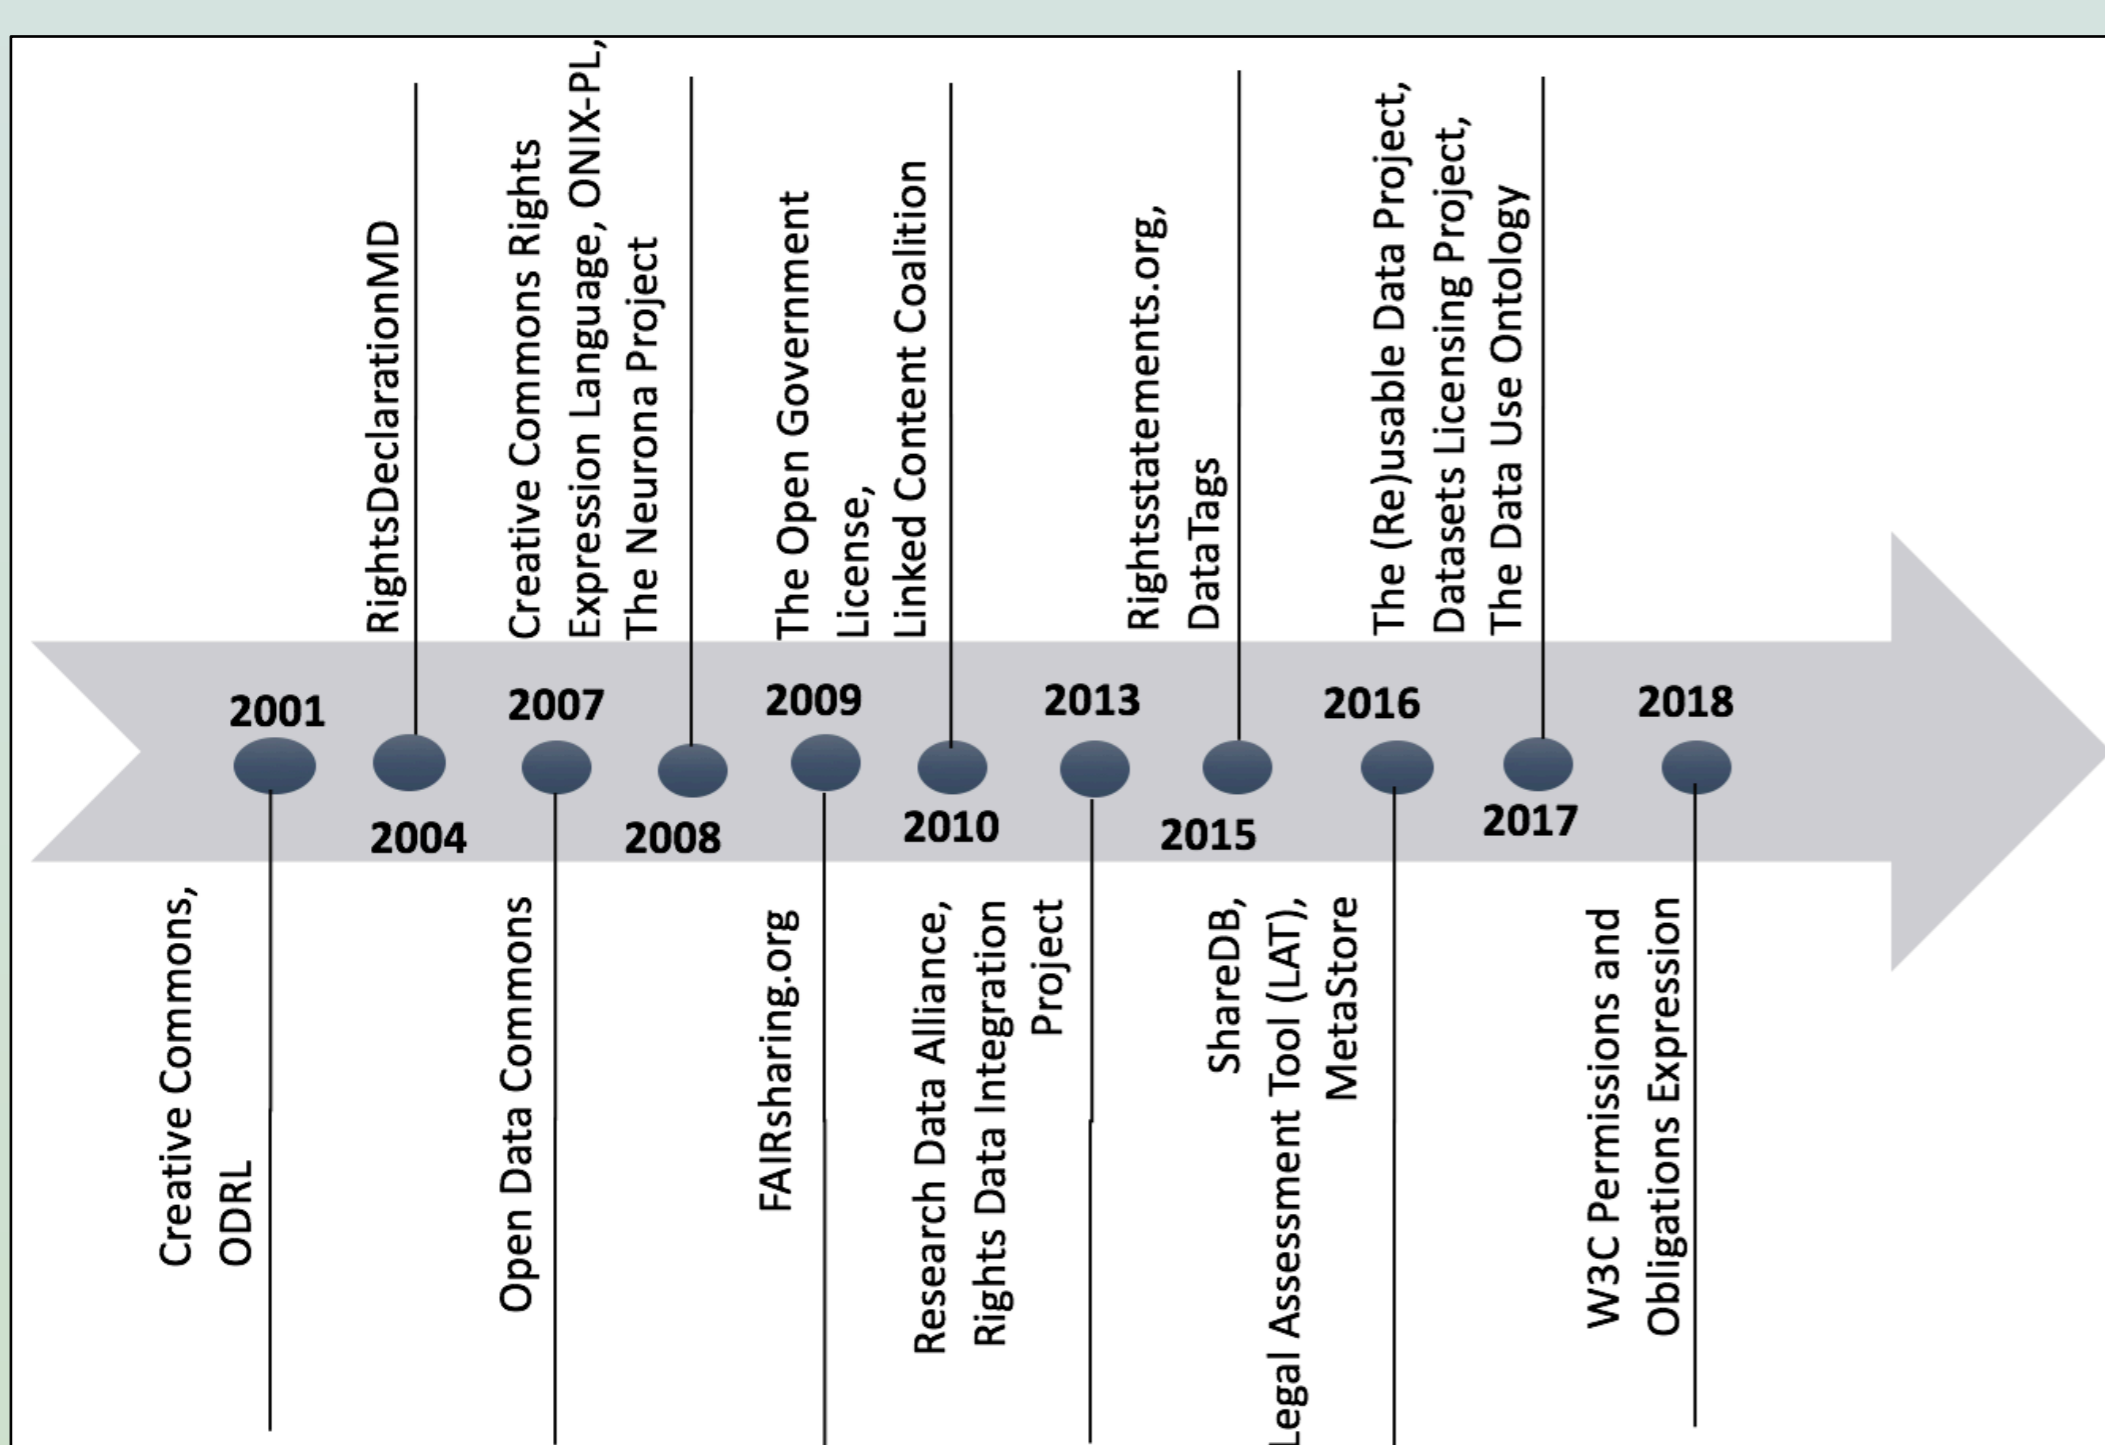 2001
Creative Commons,
ODRL
2004
RightsDeclarationMD
2007
Open Data Commons
2008
Creative Commons Rights
Expression Language, ONIX-PL,
The Neurona Project
2009
FAIRsharing.org
2010
The Open Government
License,
Linked Content Coalition
2013
Research Data Alliance,
Rights Data Integration
Project
2015
Rightsstatements.org,
DataTags
2016
ShareDB,
Legal Assessment Tool (LAT),
MetaStore
2017
The (Re)usable Data Project,
Datasets Licensing Project,
The Data Use Ontology
2018
W3C Permissions and
Obligations Expression